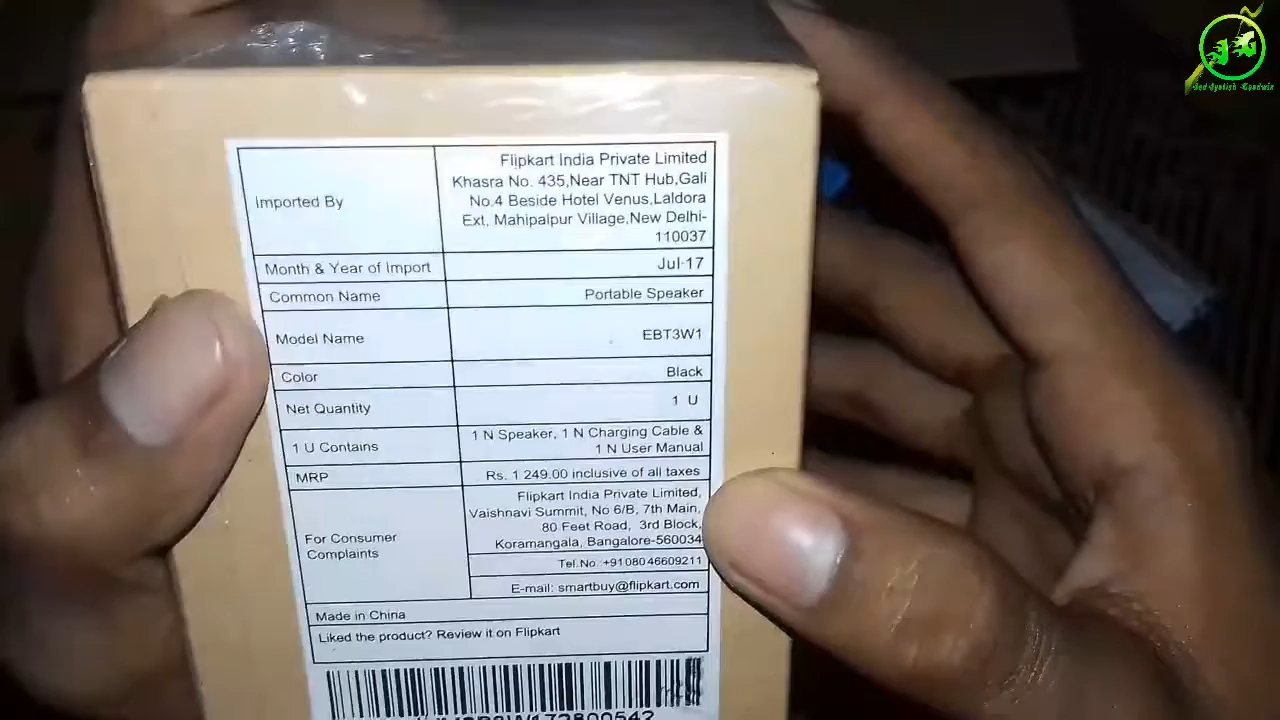 Imported By
Flipkart India Private Limited
Khasra No. 435,Near TNT Hub,Gali
No.4 Beside Hotel Venus,Laldora
Ext, Mahipalpur Village,New Delhi-
110037
Month & Year of Import Jul-17
Common Name Portable Speaker
Model Name EBT3W1
Color Black
Net Quantity 1 U
1 U Contains
1 N Speaker, 1 N Charging Cable &
1 N User Manual
MRP Rs. 1 249.00 inclusive of all taxes
For Consumer
Complaints
Flipkart India Private Limited,
Vaishnavi Summit, No 6/B, 7th Main,
80 Feet Road, 3rd Block,
Koramangala, Bangalore-560034
Tel.No. +918046609211
E-mail: smartbuy@flipkart.com
Made in China
Liked the product? Review it on Flipkart